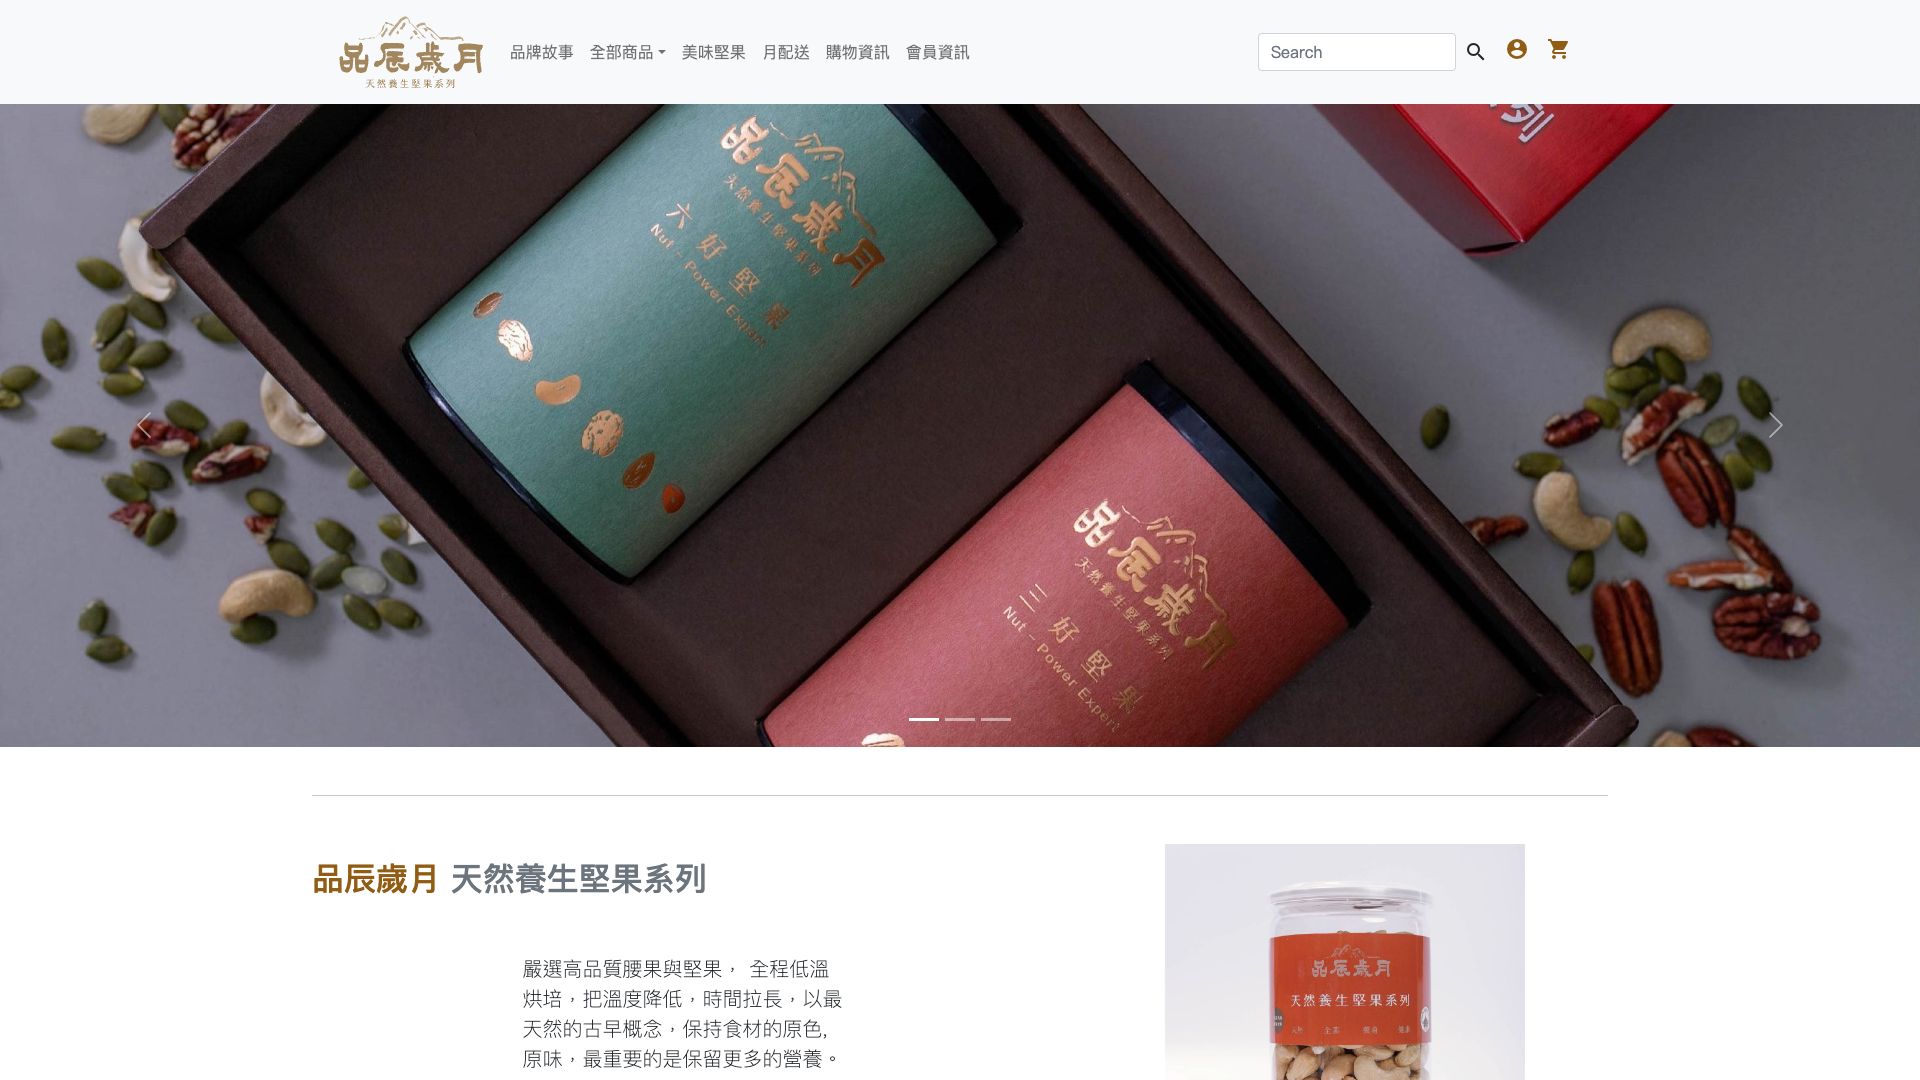 品辰歲月
天然養生堅果系列
品牌故事
全部商品
美味堅果
月配送
購物資訊
會員資訊
Search
品辰歲月
天然養生堅果系列
六好堅果
Nut - Power Expert
系列
品辰歲月
天然養生堅果系列
三好堅果
Nut - Power Expert
品辰歲月 天然養生堅果系列
嚴選高品質腰果與堅果， 全程低溫
烘培，把溫度降低，時間拉長，以最
天然的古早概念，保持食材的原色,
原味，最重要的是保留更多的營養。
品辰歲月
天然養生堅果系列